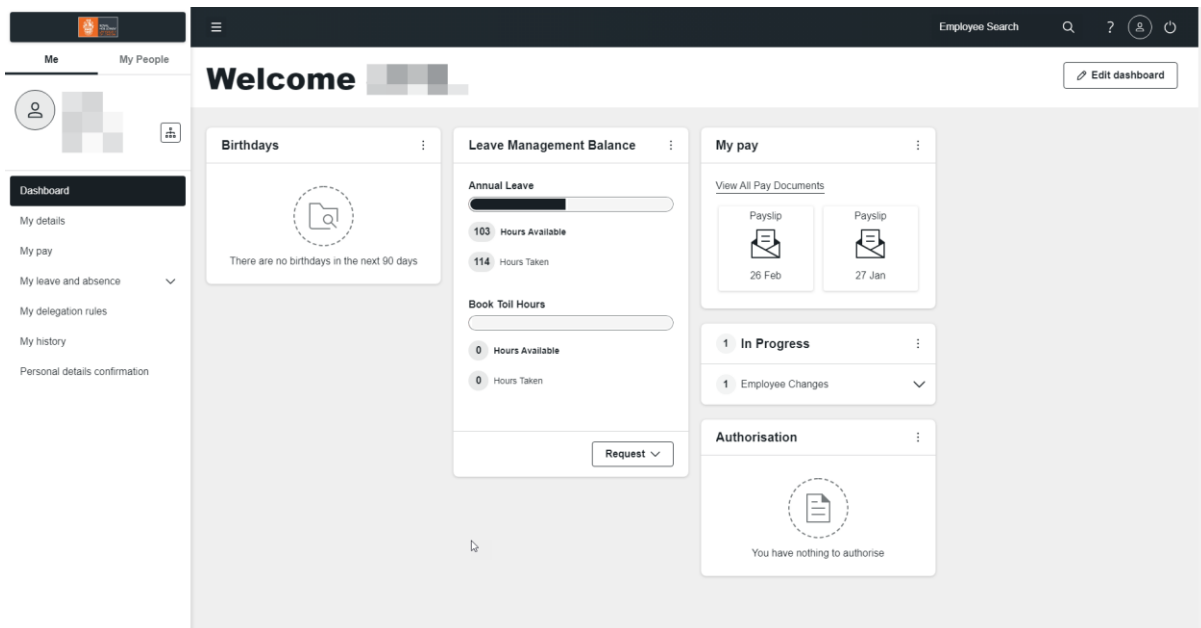 Employee Search
?
Me
My People
Welcome
Edit dashboard
Dashboard
My details
My pay
My leave and absence
My delegation rules
My history
Personal details confirmation
Birthdays
There are no birthdays in the next 90 days
Leave Management Balance
Annual Leave
103 Hours Available
114 Hours Taken
Book Toil Hours
0 Hours Available
0 Hours Taken
Request
My pay
View All Pay Documents
Payslip
26 Feb
Payslip
27 Jan
1 In Progress
1 Employee Changes
Authorisation
You have nothing to authorise